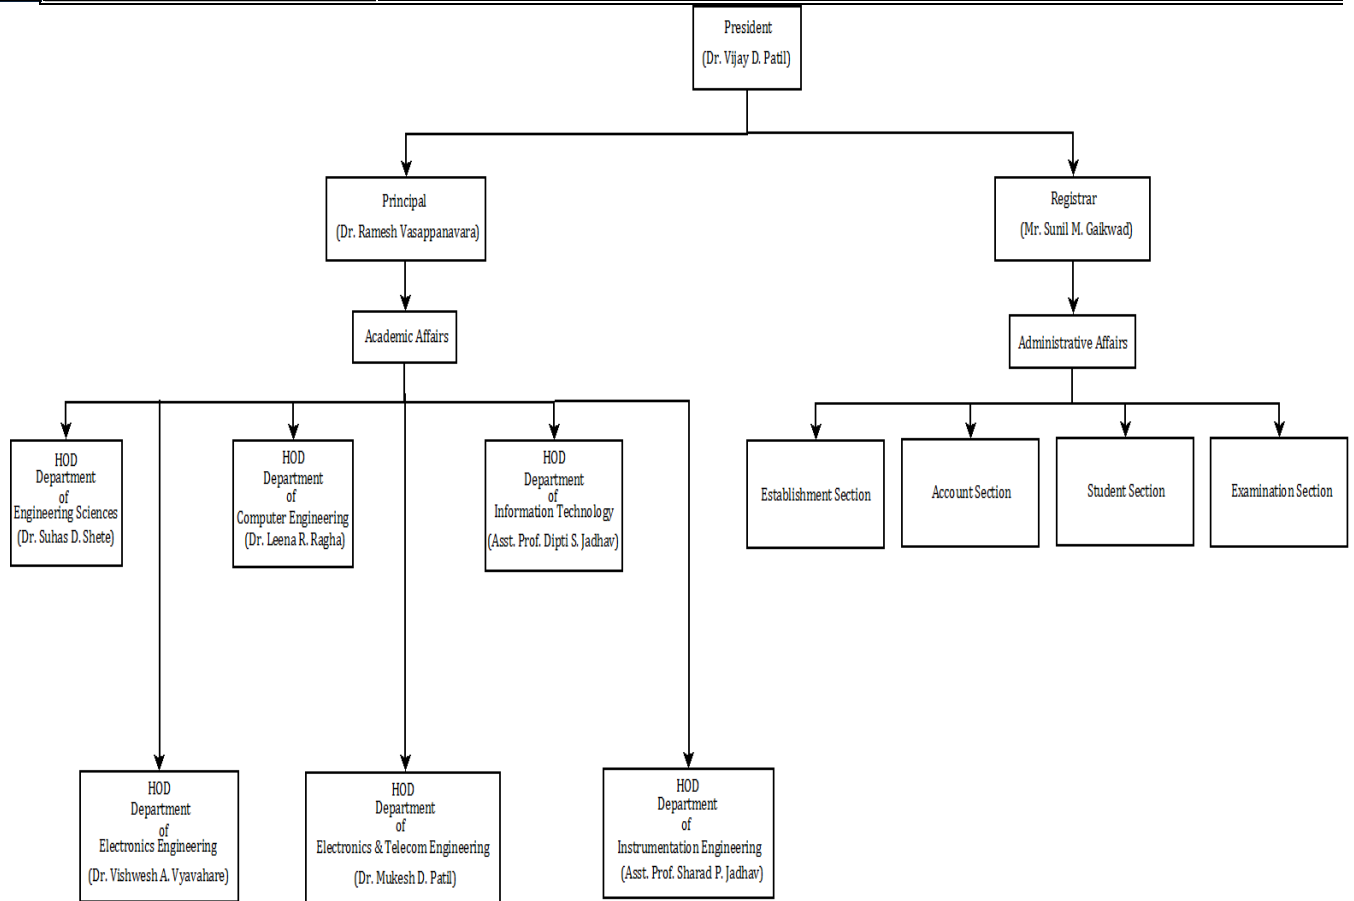 President
(Dr. Vijay D. Patil)
Principal
(Dr. Ramesh Vasappanavara)
Registrar
(Mr. Sunil M. Gaikwad)
Academic Affairs
Administrative Affairs
HOD
Department
of
Engineering Sciences
(Dr. Suhas D. Shete)
HOD
Department
of
Computer Engineering
(Dr. Leena R. Ragha)
HOD
Department
of
Information Technology
(Asst. Prof. Dipti S. Jadhav)
Establishment Section
Account Section
Student Section
Examination Section
HOD
Department
of
Electronics Engineering
(Dr. Vishwesh A. Vyavahare)
HOD
Department
of
Electronics & Telecom Engineering
(Dr. Mukesh D. Patil)
HOD
Department
of
Instrumentation Engineering
(Asst. Prof. Sharad P. Jadhav)